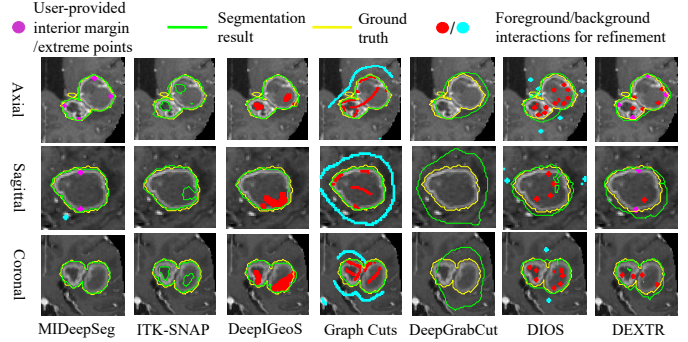 User-provided
interior margin
/extreme points
Segmentation
result
Ground
truth
/
Foreground/background
interactions for refinement
Axial
Sagittal
Coronal
MIDeepSeg ITK-SNAP DeepIGeoS Graph Cuts DeepGrabCut DIOS DEXTR